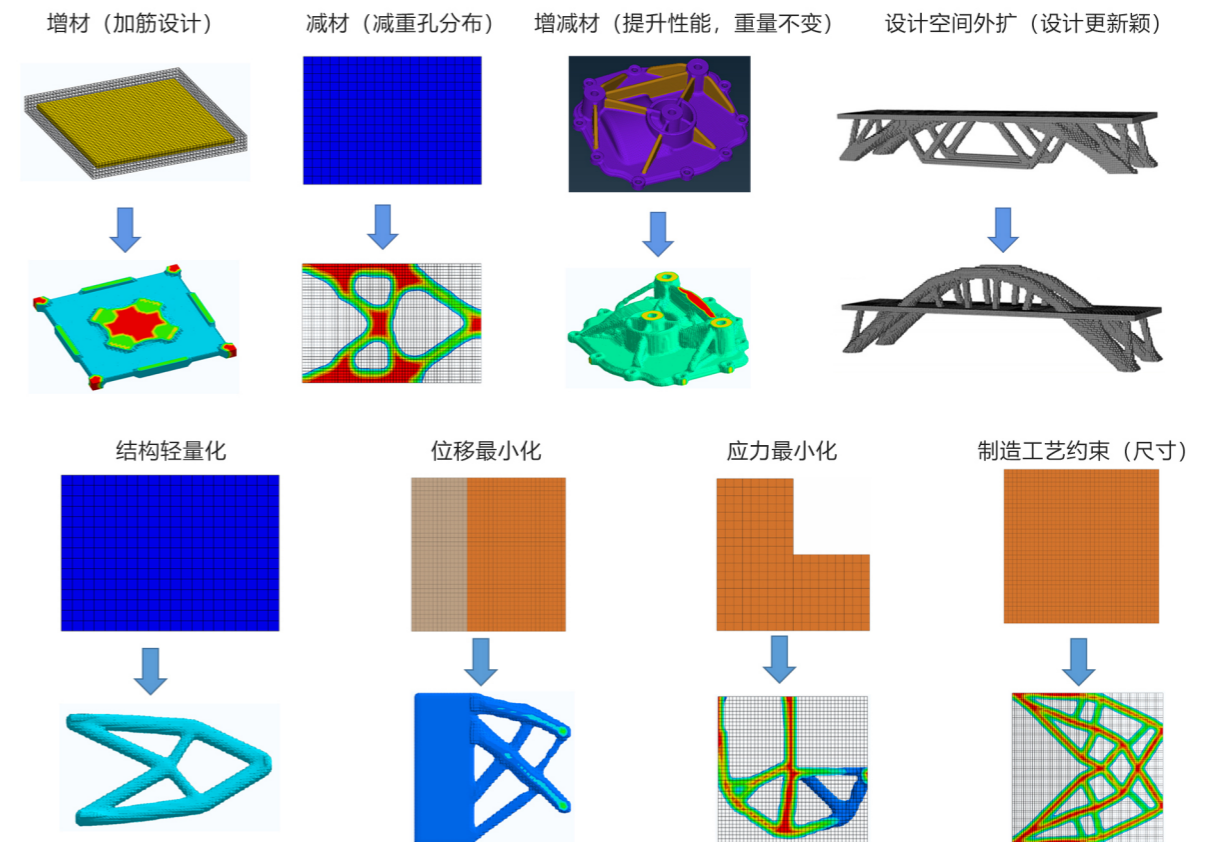 增材（加筋设计）
减材（减重孔分布）
增减材（提升性能，重量不变）
设计空间外扩（设计更新颖）
结构轻量化
位移最小化
应力最小化
制造工艺约束（尺寸）